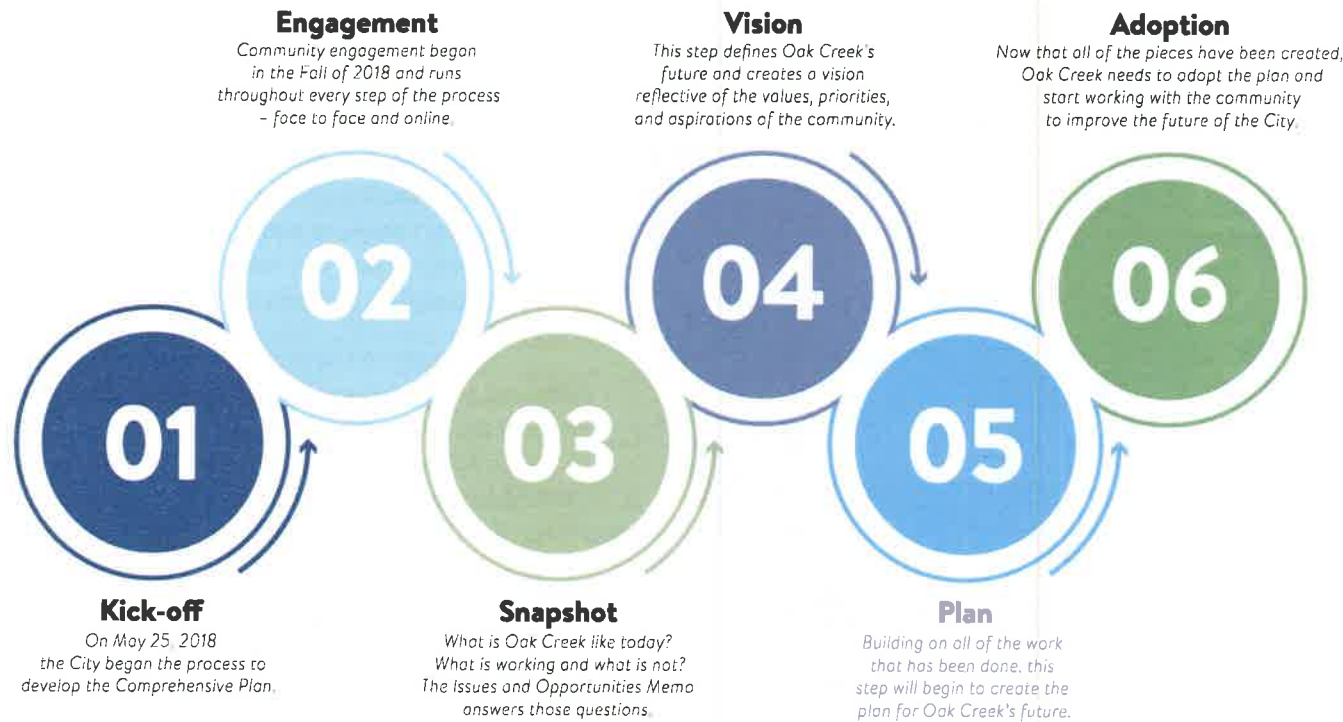 Engagement
Community engagement began
in the Fall of 2018 and runs
throughout every step of the process
– face to face and online.
Vision
This step defines Oak Creek's
future and creates a vision
reflective of the values, priorities,
and aspirations of the community.
Adoption
Now that all of the pieces have been created,
Oak Creek needs to adopt the plan and
start working with the community
to improve the future of the City.
02
04
06
01
03
05
Kick-off
On May 25, 2018
the City began the process to
develop the Comprehensive Plan.
Snapshot
What is Oak Creek like today?
What is working and what is not?
The Issues and Opportunities Memo
answers those questions.
Plan
Building on all of the work
that has been done, this
step will begin to create the
plan for Oak Creek's future.